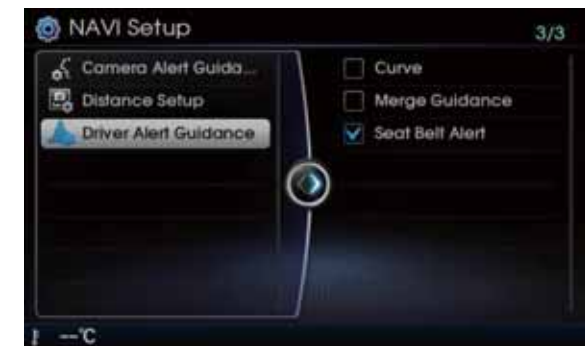 NAVI Setup
3/3
Camera Alert Guida...
Distance Setup
Driver Alert Guidance
Curve
Merge Guidance
Seat Belt Alert
--°C